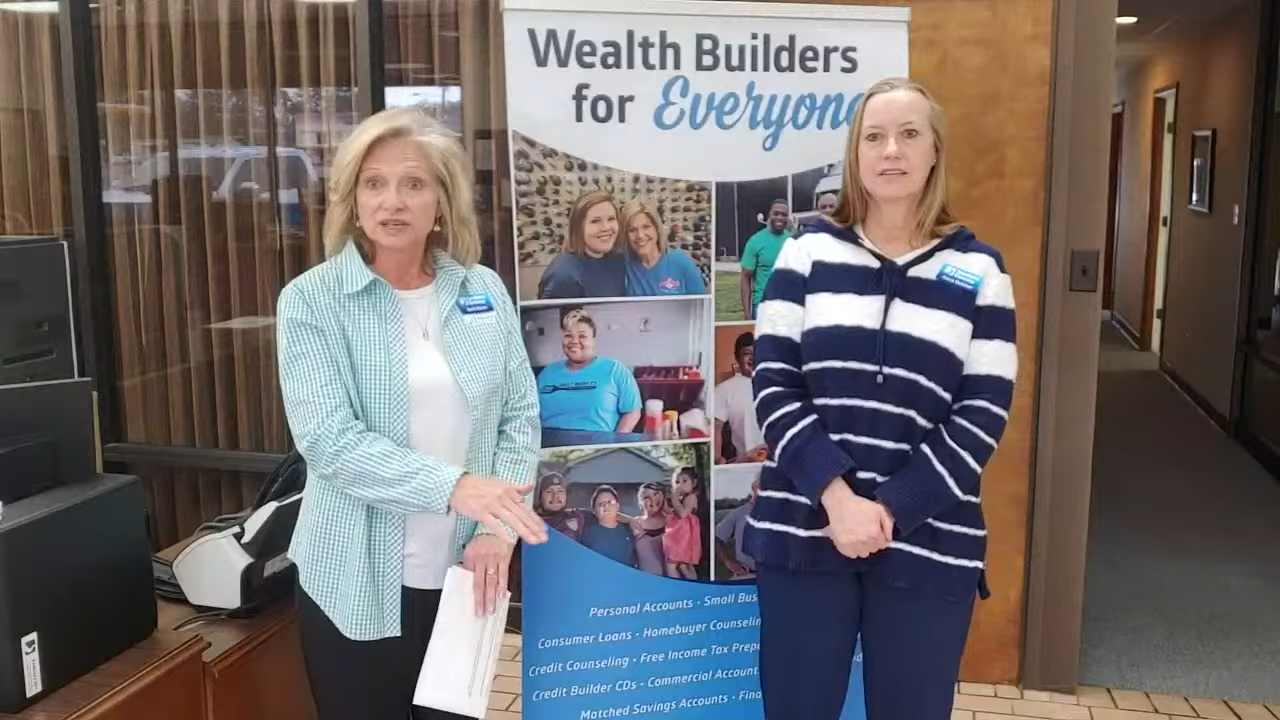 Wealth Builders
for Everyone
Personal Accounts • Small Bus
Consumer Loans • Homebuyer Counselin
Credit Counseling • Free Income Tax Prep
Credit Builder CDs • Commercial Account
Matched Savings Accounts • Fina